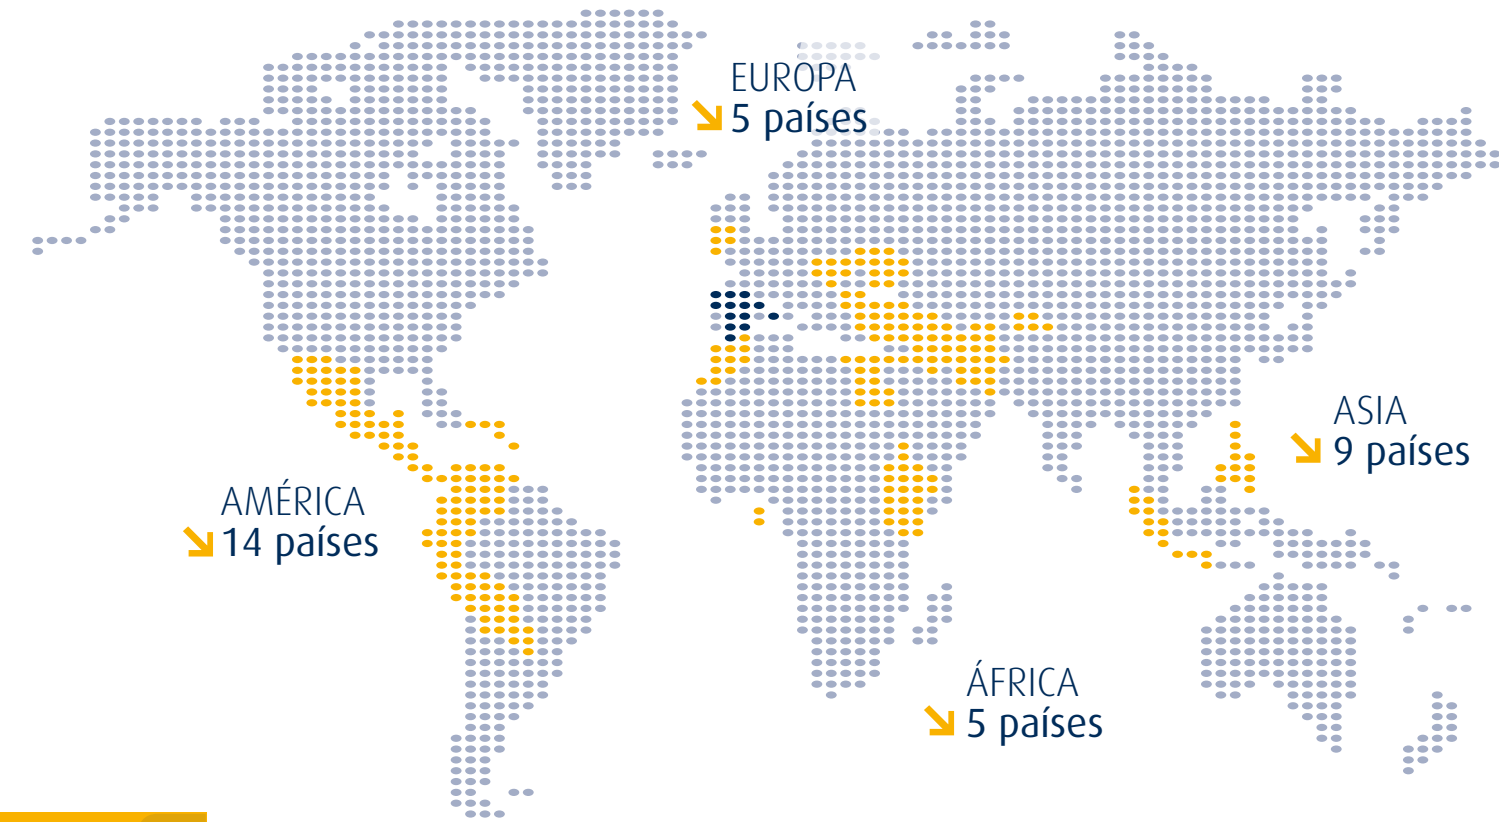 EUROPA
5 países
ASIA
9 países
AMÉRICA
14 países
ÁFRICA
5 países